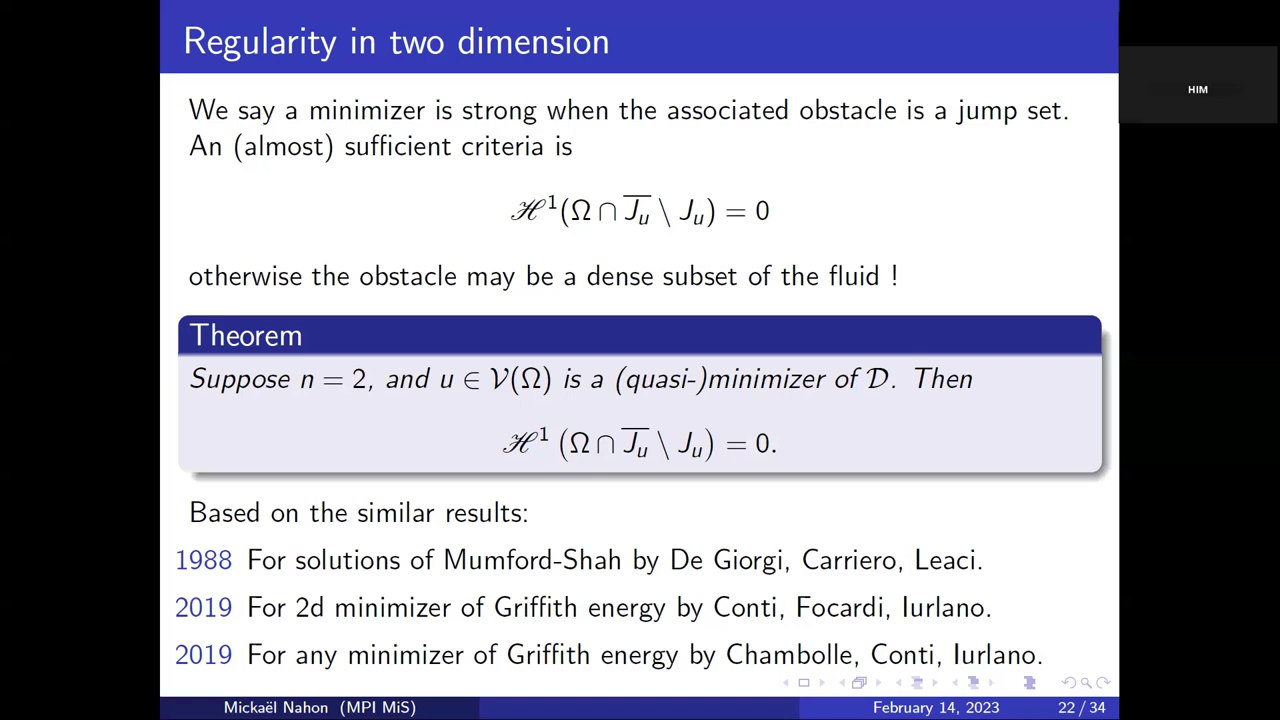 Regularity in two dimension
HIM
We say a minimizer is strong when the associated obstacle is a jump set.
An (almost) sufficient criteria is
ℋ¹(Ω ∩ J̅ᵤ \ Jᵤ) = 0
otherwise the obstacle may be a dense subset of the fluid !
Theorem
Suppose n = 2, and u ∈ 𝒱(Ω) is a (quasi-)minimizer of 𝒟. Then
ℋ¹ (Ω ∩ J̅ᵤ \ Jᵤ) = 0.
Based on the similar results:
1988 For solutions of Mumford-Shah by De Giorgi, Carriero, Leaci.
2019 For 2d minimizer of Griffith energy by Conti, Focardi, Iurlano.
2019 For any minimizer of Griffith energy by Chambolle, Conti, Iurlano.
Mickaël Nahon (MPI MiS) February 14, 2023 22 / 34